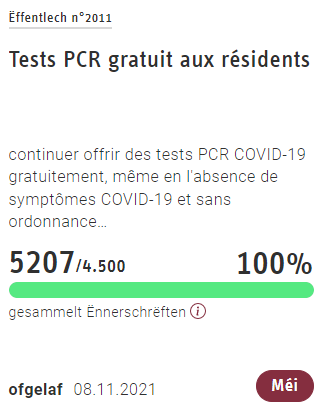 Ëffentlech n°2011
Tests PCR gratuit aux résidents
continuer offrir des tests PCR COVID-19
gratuitement, même en l'absence de
symptômes COVID-19 et sans
ordonnance…
5207/4.500 100%
gesammelt Ënnerschrëften
ofgelaf 08.11.2021 Méi